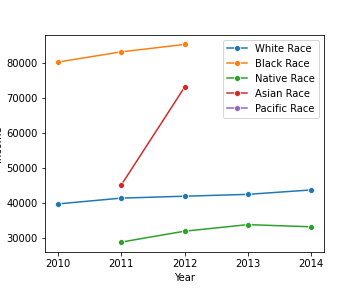 White Race
Black Race
Native Race
Asian Race
Pacific Race
80000
70000
60000
50000
40000
30000
2010
2011
2012
2013
2014
Year